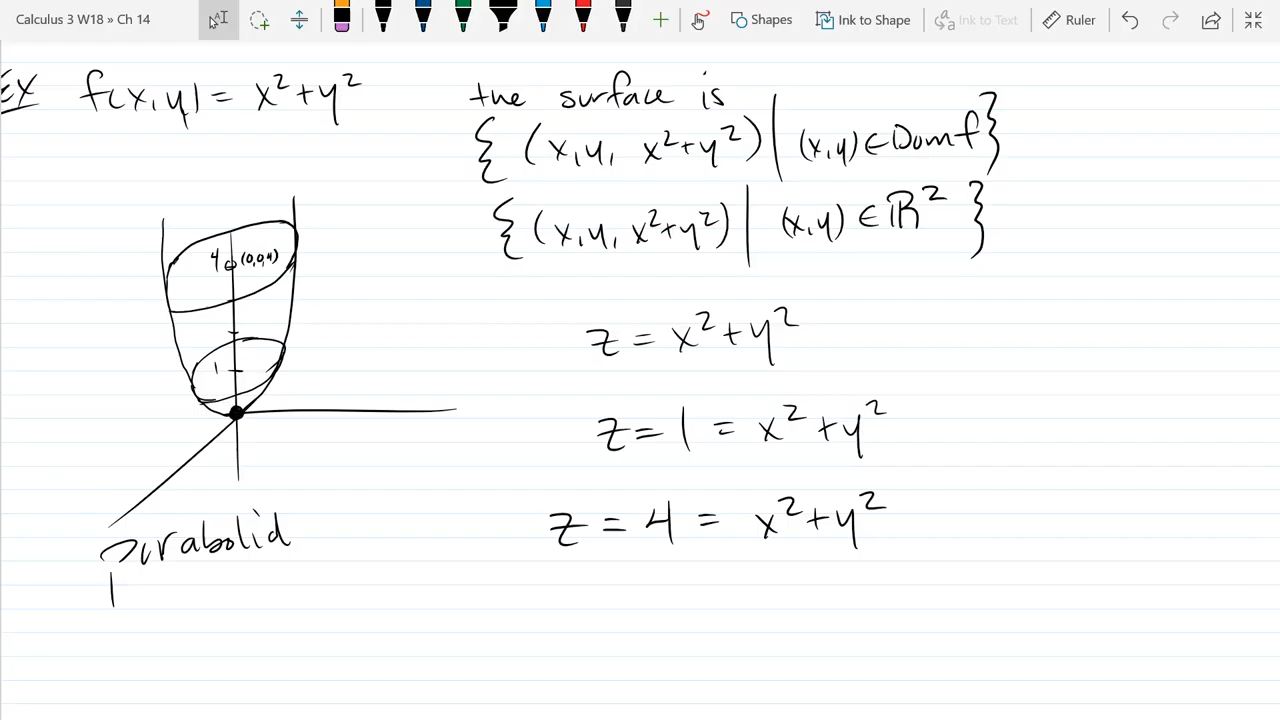 Calculus 3 W18 » Ch 14
Shapes
Ink to Shape
Ink to Text
Ruler
EX f(x,y) = x²+y²
the surface is
{ (x,y, x²+y²) | (x,y) ∈ Dom f }
{ (x,y, x²+y²) | (x,y) ∈ ℝ² }
4 (0,0,4)
1
z = x²+y²
z = 1 = x²+y²
z = 4 = x²+y²
parabolid